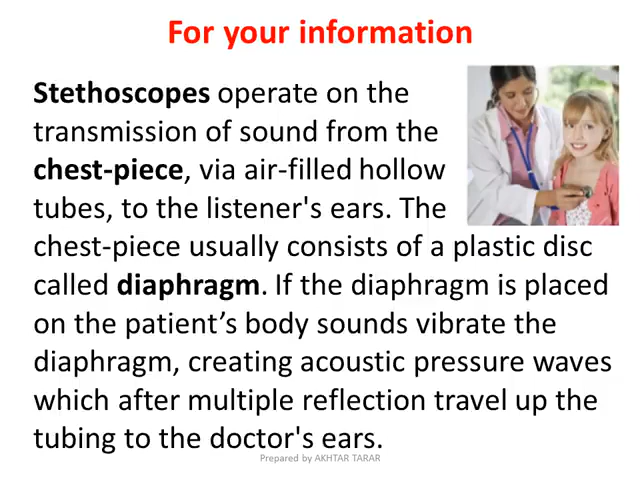 For your information
Stethoscopes operate on the
transmission of sound from the
chest-piece, via air-filled hollow
tubes, to the listener's ears. The
chest-piece usually consists of a plastic disc
called diaphragm. If the diaphragm is placed
on the patient’s body sounds vibrate the
diaphragm, creating acoustic pressure waves
which after multiple reflection travel up the
tubing to the doctor's ears.
Prepared by AKHTAR TARAR